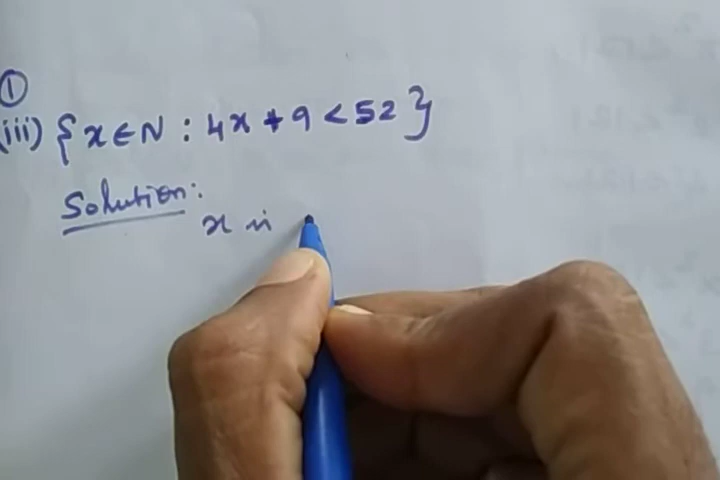 ①
(iii) {x ∈ N : 4x + 9 < 52}
Solution:
x is